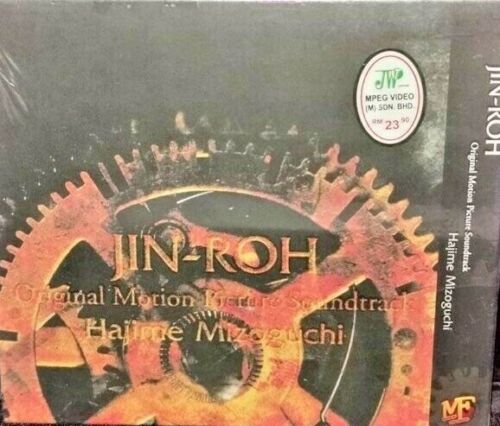 JW
MPEG VIDEO
(M) SDN. BHD.
RM 23.90
JIN-ROH
Original Motion Picture Soundtrack
Hajime Mizoguchi
JIN-ROH
Original Motion Picture Soundtrack
Hajime Mizoguchi
MF